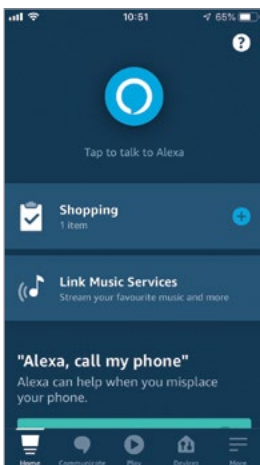 10:51
65%
?
Tap to talk to Alexa
Shopping
1 item
Link Music Services
Stream your favourite music and more
"Alexa, call my phone"
Alexa can help when you misplace
your phone.
Home Communicate Play Devices More